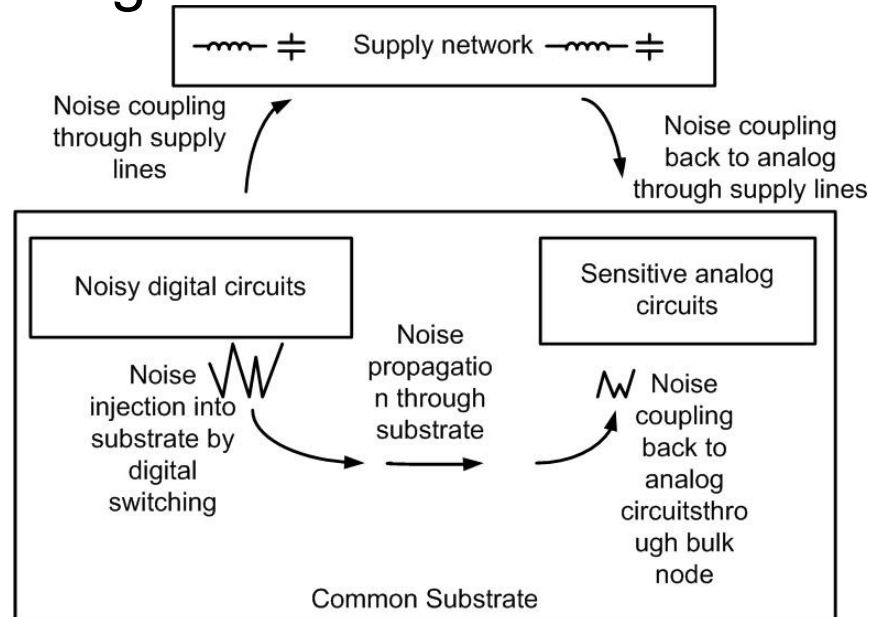 g
Supply network
Noise coupling
through supply
lines
Noise coupling
back to analog
through supply lines
Noisy digital circuits
Sensitive analog
circuits
Noise
injection into
substrate by
digital
switching
Noise
propagatio
n through
substrate
Noise
coupling
back to
analog
circuitsthro
ugh bulk
node
Common Substrate